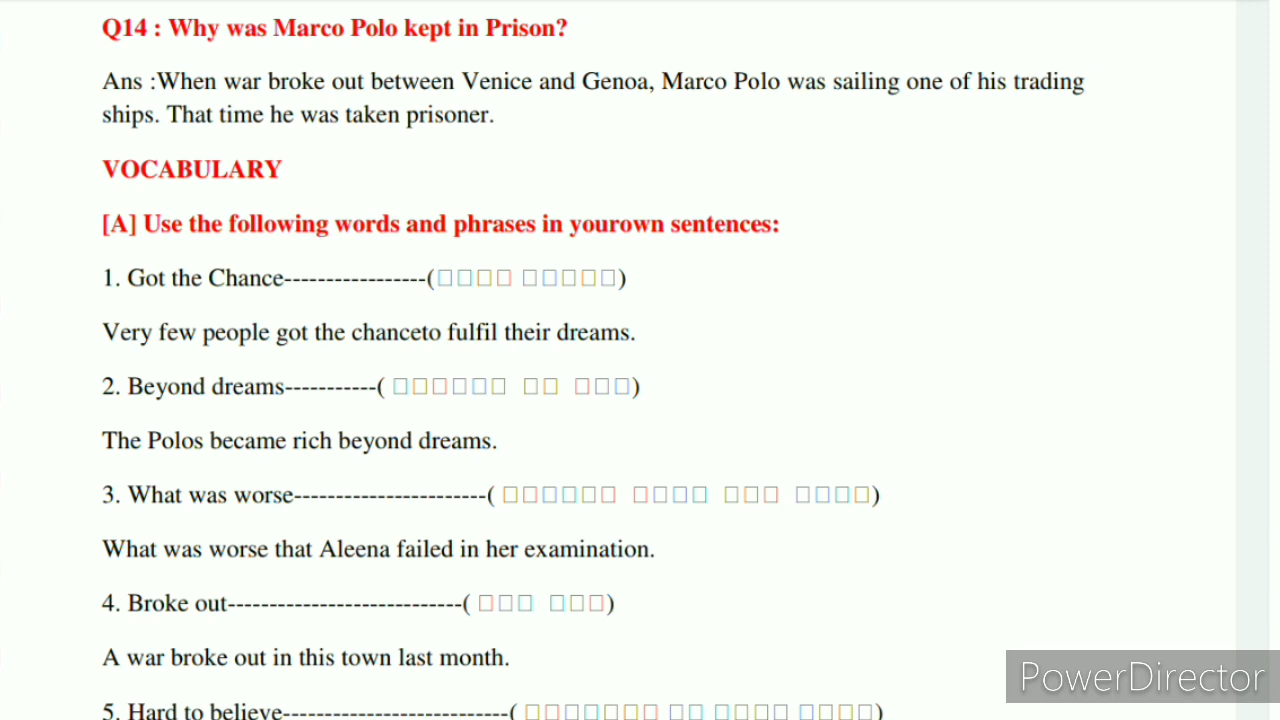 Q14 : Why was Marco Polo kept in Prison?
Ans :When war broke out between Venice and Genoa, Marco Polo was sailing one of his trading
ships. That time he was taken prisoner.
VOCABULARY
[A] Use the following words and phrases in yourown sentences:
1. Got the Chance-----------------(□□□□ □□□□□)
Very few people got the chanceto fulfil their dreams.
2. Beyond dreams-----------( □□□□□□ □□ □□□)
The Polos became rich beyond dreams.
3. What was worse-----------------------( □□□□□□ □□□□ □□□ □□□□)
What was worse that Aleena failed in her examination.
4. Broke out----------------------------( □□□ □□□)
A war broke out in this town last month.
5. Hard to believe---------------------------( □□□□□□□ □□ □□□□ □□□□)
PowerDirector